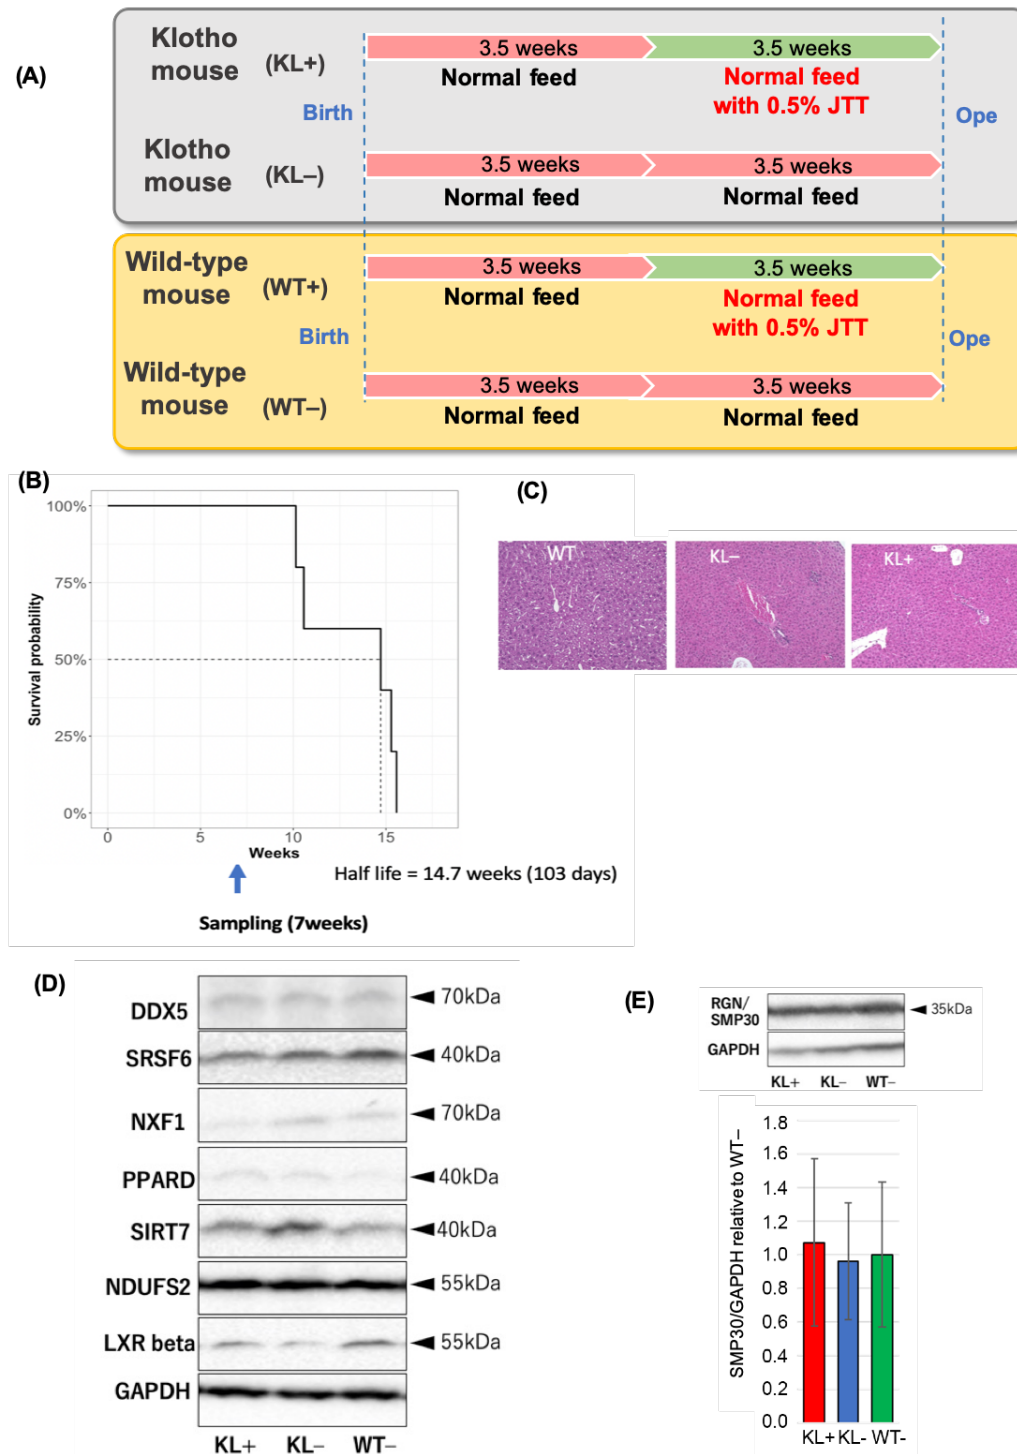 (A)
Klotho
mouse
(KL+)
3.5 weeks
3.5 weeks
Normal feed
Normal feed
with 0.5% JTT
Birth
Ope
Klotho
mouse
(KL–)
3.5 weeks
3.5 weeks
Normal feed
Normal feed
Wild-type
mouse
(WT+)
3.5 weeks
3.5 weeks
Normal feed
Normal feed
with 0.5% JTT
Birth
Ope
Wild-type
mouse
(WT–)
3.5 weeks
3.5 weeks
Normal feed
Normal feed
(B)
100%
75%
50%
25%
0%
Survival probability
0
5
10
15
Weeks
Half life = 14.7 weeks (103 days)
Sampling (7weeks)
(C)
WT
KL–
KL+
(D)
DDX5
70kDa
SRSF6
40kDa
NXF1
70kDa
PPARD
40kDa
SIRT7
40kDa
NDUFS2
55kDa
LXR beta
55kDa
GAPDH
KL+ KL– WT–
(E)
RGN/
SMP30
35kDa
GAPDH
KL+ KL– WT–
SMP30/GAPDH relative to WT–
1.8
1.6
1.4
1.2
1.0
0.8
0.6
0.4
0.2
0.0
KL+ KL- WT-